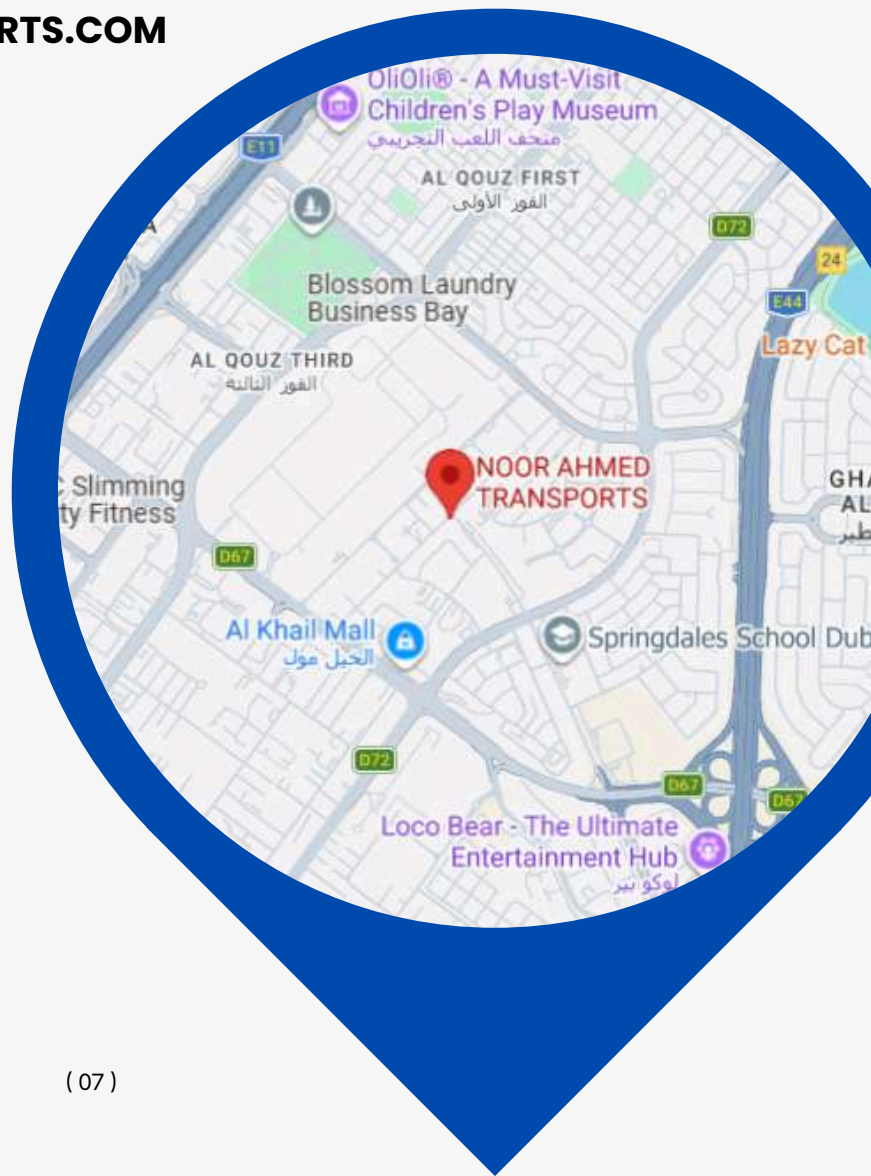 RTS.COM
OliOli® - A Must-Visit
Children's Play Museum
متحف اللعب التجريبي
E11
AL QOUZ FIRST
القوز الأولى
D72
24
Blossom Laundry
Business Bay
E44
Lazy Cat
AL QOUZ THIRD
القوز الثالثة
NOOR AHMED
TRANSPORTS
C Slimming
ty Fitness
GHA
AL
D67
Al Khail Mall
الخيل مول
Springdales School Dub
D72
D67
D67
Loco Bear - The Ultimate
Entertainment Hub
لوكو بير
( 07 )